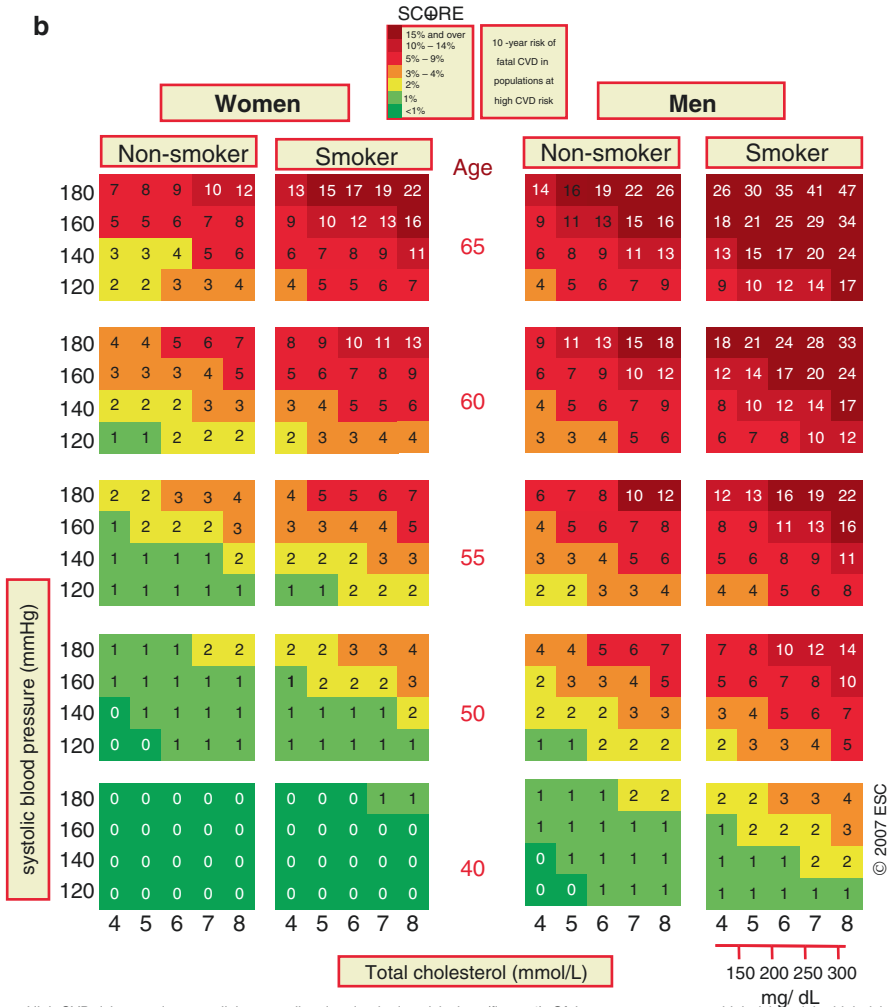 b
SCORE
15% and over
10% – 14%
5% – 9%
3% – 4%
2%
1%
<1%
10 -year risk of
fatal CVD in
populations at
high CVD risk
Women
Men
Non-smoker Smoker Age Non-smoker Smoker
180 7 8 9 10 12 13 15 17 19 22 14 16 19 22 26 26 30 35 41 47
160 5 5 6 7 8 9 10 12 13 16 9 11 13 15 16 18 21 25 29 34
65
140 3 3 4 5 6 6 7 8 9 11 6 8 9 11 13 13 15 17 20 24
120 2 2 3 3 4 4 5 5 6 7 4 5 6 7 9 9 10 12 14 17
180 4 4 5 6 7 8 9 10 11 13 9 11 13 15 18 18 21 24 28 33
160 3 3 3 4 5 5 6 7 8 9 6 7 9 10 12 12 14 17 20 24
60
140 2 2 2 3 3 3 4 5 5 6 4 5 6 7 9 8 10 12 14 17
120 1 1 2 2 2 2 3 3 4 4 3 3 4 5 6 6 7 8 10 12
180 2 2 3 3 4 4 5 5 6 7 6 7 8 10 12 12 13 16 19 22
160 1 2 2 2 3 3 3 4 4 5 4 5 6 7 8 8 9 11 13 16
55
140 1 1 1 1 2 2 2 2 3 3 3 3 4 5 6 5 6 8 9 11
120 1 1 1 1 1 1 1 2 2 2 2 2 3 3 4 4 4 5 6 8
180 1 1 1 2 2 2 2 3 3 4 4 4 5 6 7 7 8 10 12 14
160 1 1 1 1 1 1 2 2 2 3 2 3 3 4 5 5 6 7 8 10
50
140 0 1 1 1 1 1 1 1 1 2 2 2 2 3 3 3 4 5 6 7
120 0 0 1 1 1 1 1 1 1 1 1 1 2 2 2 2 3 3 4 5
180 0 0 0 0 0 0 0 0 1 1 1 1 1 2 2 2 2 3 3 4
160 0 0 0 0 0 0 0 0 0 0 1 1 1 1 1 1 2 2 2 3
40
140 0 0 0 0 0 0 0 0 0 0 0 1 1 1 1 1 1 1 2 2
120 0 0 0 0 0 0 0 0 0 0 0 0 1 1 1 1 1 1 1 1
4 5 6 7 8 4 5 6 7 8 4 5 6 7 8 4 5 6 7 8
systolic blood pressure (mmHg)
© 2007 ESC
Total cholesterol (mmol/L)
150 200 250 300
mg/ dL